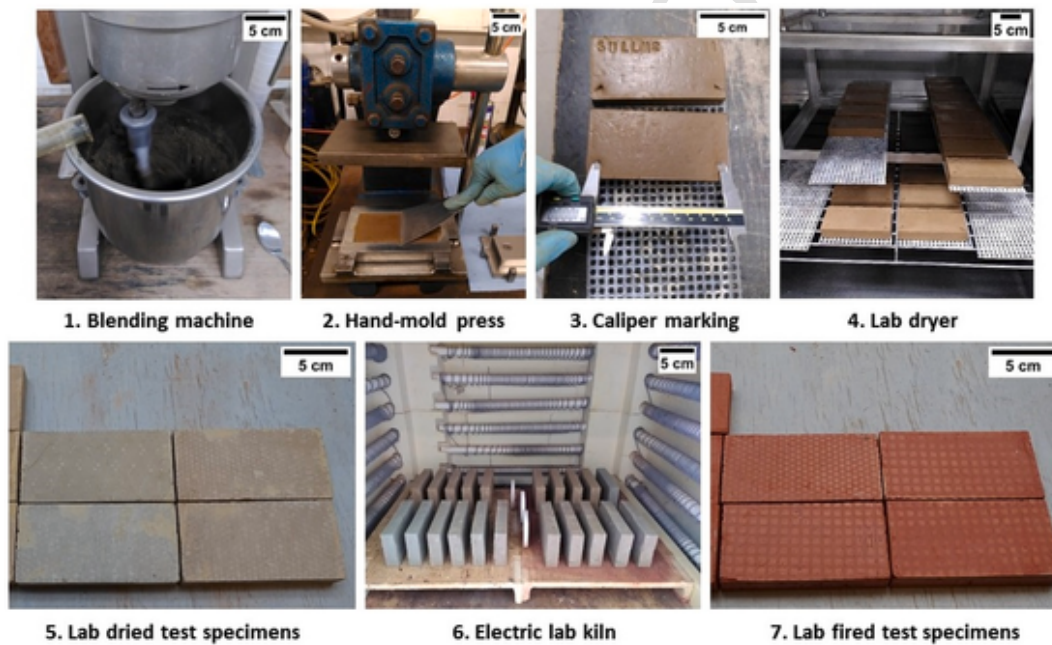 5 cm
5 cm
5 cm
5 cm
1. Blending machine
2. Hand-mold press
3. Caliper marking
4. Lab dryer
5 cm
5 cm
5 cm
5. Lab dried test specimens
6. Electric lab kiln
7. Lab fired test specimens